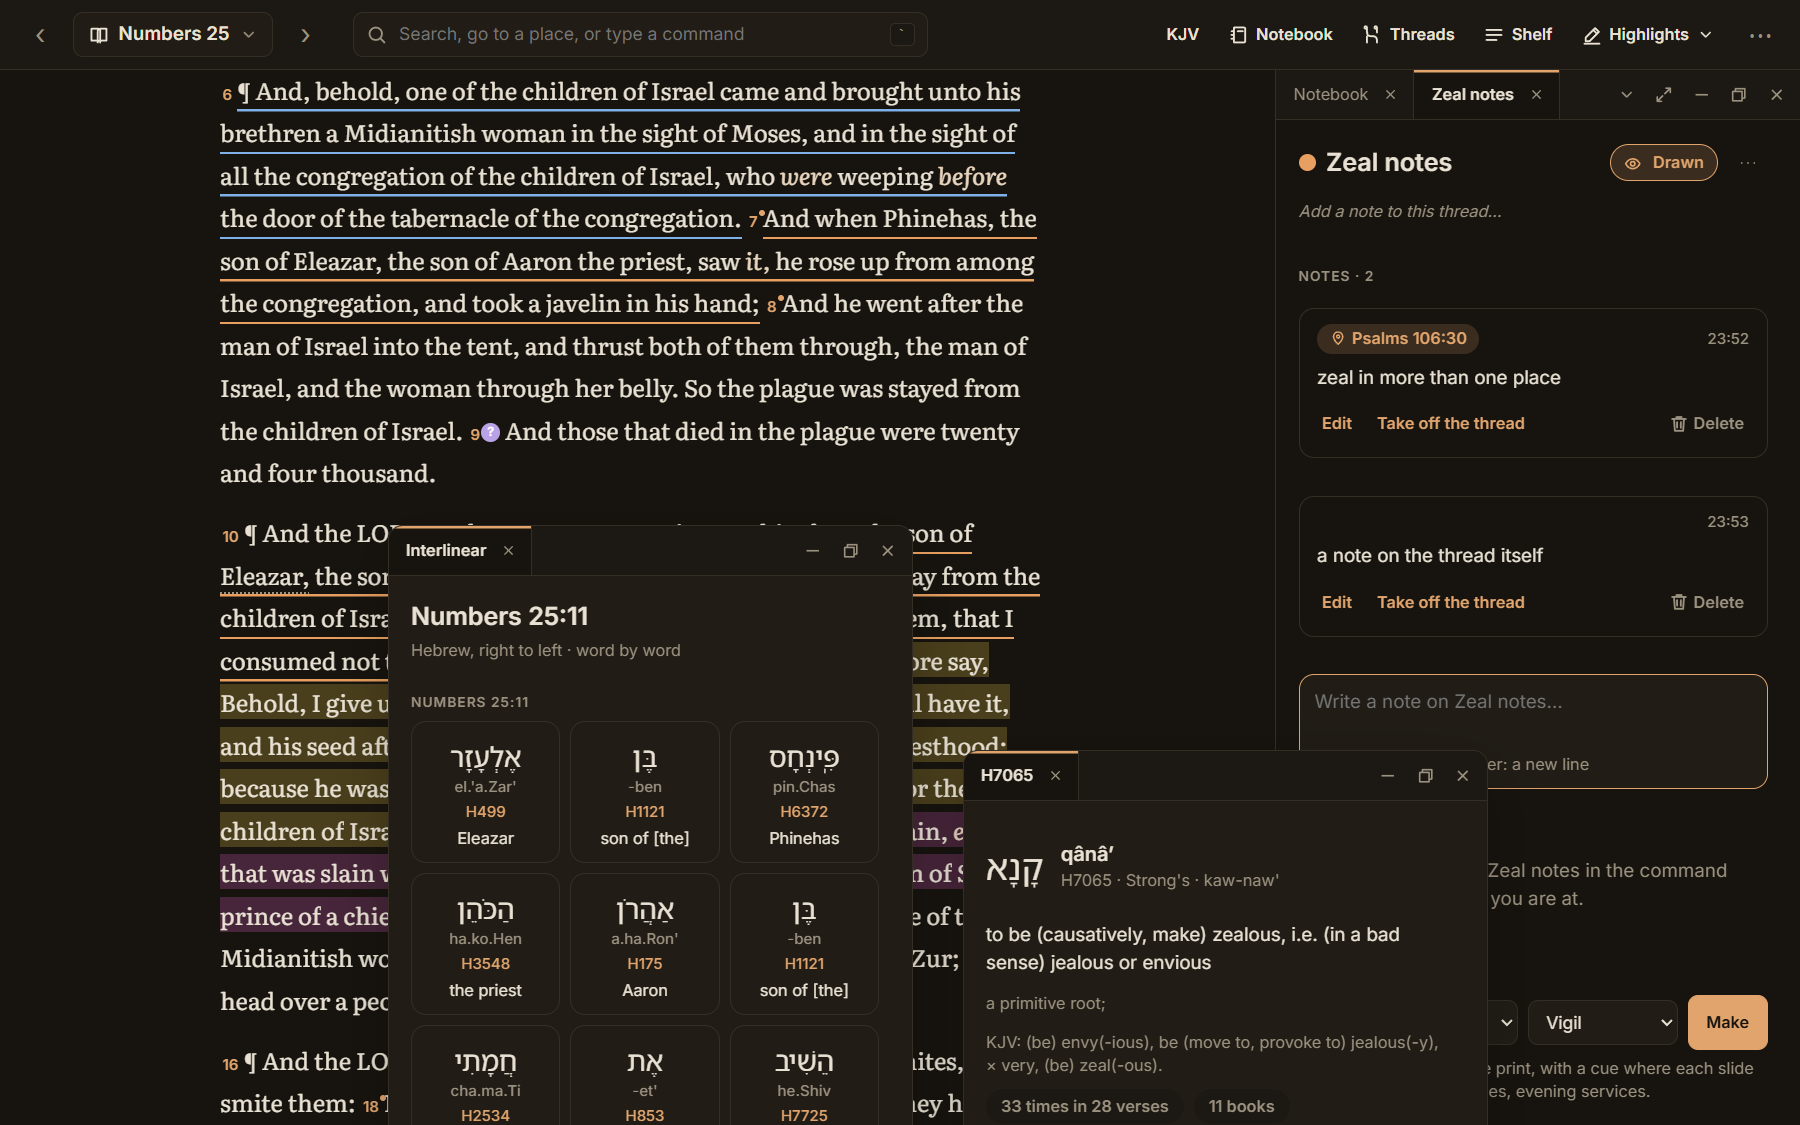 Numbers 25
Search, go to a place, or type a command
`
KJV
Notebook
Threads
Shelf
Highlights
6 ¶ And, behold, one of the children of Israel came and brought unto his
brethren a Midianitish woman in the sight of Moses, and in the sight of
all the congregation of the children of Israel, who were weeping before
the door of the tabernacle of the congregation. 7 And when Phinehas, the
son of Eleazar, the son of Aaron the priest, saw it, he rose up from among
the congregation, and took a javelin in his hand; 8 And he went after the
man of Israel into the tent, and thrust both of them through, the man of
Israel, and the woman through her belly. So the plague was stayed from
the children of Israel. 9 ? And those that died in the plague were twenty
and four thousand.
10 ¶ And the LO
son of
Eleazar, the sor
ay from the
children of Isra
em, that I
consumed not
ore say,
Behold, I give u
l have it,
and his seed aft
esthood;
because he was
or the
children of Isra
ain, e
that was slain
n of S
prince of a chie
e of t
Midianitish wo
Zur;
head over a peo
16 ¶ And the LO
nites,
smite them: 18
ney h
Interlinear
Numbers 25:11
Hebrew, right to left · word by word
NUMBERS 25:11
פִּֽינְחָס
pin.Chas
H6372
Phinehas
בֶּן
-ben
H1121
son of [the]
אֶלְעָזָר
el.'a.Zar'
H499
Eleazar
בֶּן
-ben
H1121
son of [the]
אַהֲרֹן
a.ha.Ron'
H175
Aaron
הַכֹּהֵן
ha.ko.Hen
H3548
the priest
הֵשִׁיב
he.Shiv
H7725
אֶת
-et'
H853
חֲמָתִי
cha.ma.Ti
H2534
H7065
קָנָא
qânâʼ
H7065 · Strong's · kaw-naw'
to be (causatively, make) zealous, i.e. (in a bad
sense) jealous or envious
a primitive root;
KJV: (be) envy(-ious), be (move to, provoke to) jealous(-y),
× very, (be) zeal(-ous).
33 times in 28 verses
11 books
Notebook
Zeal notes
Zeal notes
Drawn
Add a note to this thread...
NOTES · 2
Psalms 106:30
23:52
zeal in more than one place
Edit
Take off the thread
Delete
23:53
a note on the thread itself
Edit
Take off the thread
Delete
Write a note on Zeal notes...
er: a new line
Zeal notes in the command
you are at.
Vigil
Make
e print, with a cue where each slide
es, evening services.